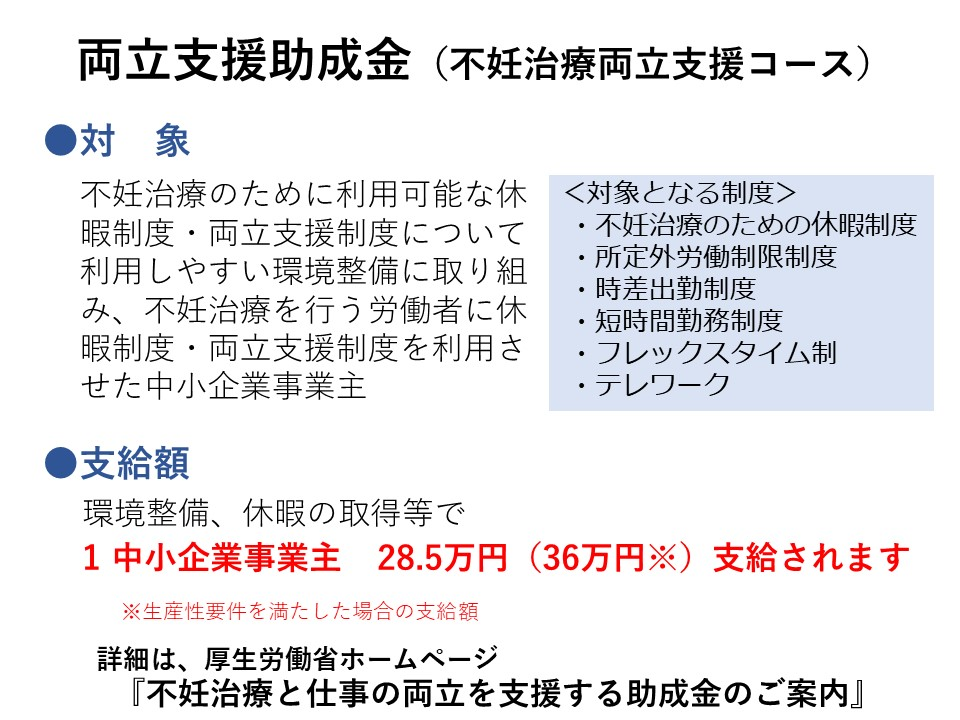 両立支援助成金（不妊治療両立支援コース）
●対　象
不妊治療のために利用可能な休
暇制度・両立支援制度について
利用しやすい環境整備に取り組
み、不妊治療を行う労働者に休
暇制度・両立支援制度を利用さ
せた中小企業事業主
＜対象となる制度＞
・不妊治療のための休暇制度
・所定外労働制限制度
・時差出勤制度
・短時間勤務制度
・フレックスタイム制
・テレワーク
●支給額
環境整備、休暇の取得等で
1 中小企業事業主　28.5万円（36万円※）支給されます
※生産性要件を満たした場合の支給額
詳細は、厚生労働省ホームページ
『不妊治療と仕事の両立を支援する助成金のご案内』